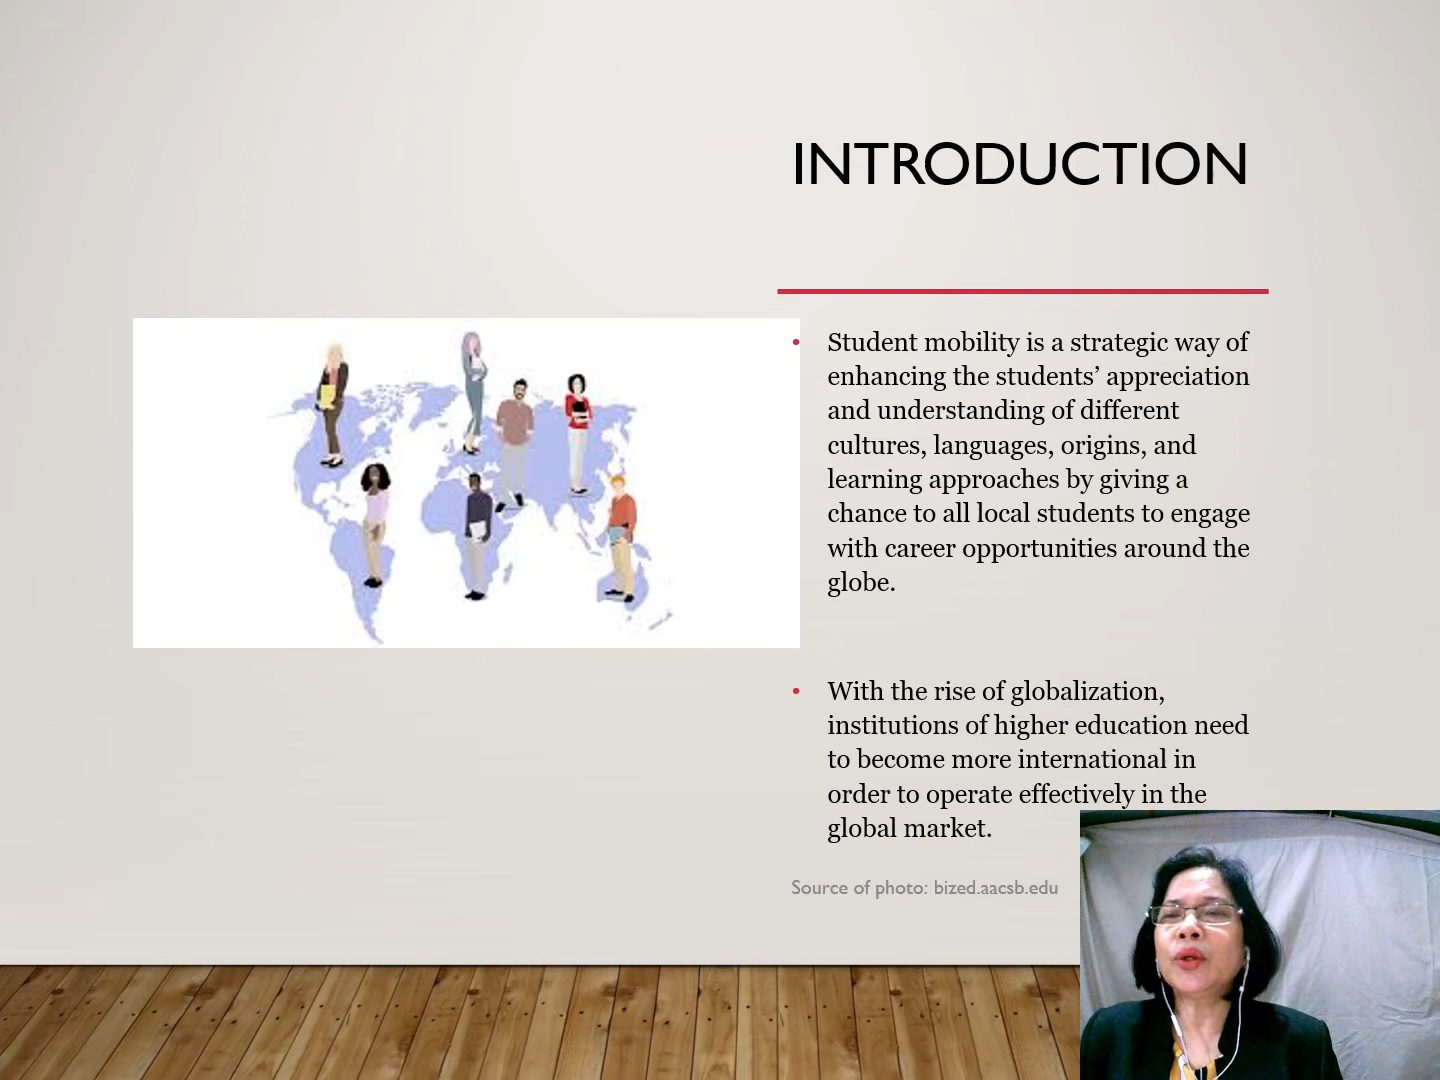 INTRODUCTION
• Student mobility is a strategic way of
enhancing the students’ appreciation
and understanding of different
cultures, languages, origins, and
learning approaches by giving a
chance to all local students to engage
with career opportunities around the
globe.
• With the rise of globalization,
institutions of higher education need
to become more international in
order to operate effectively in the
global market.
Source of photo: bized.aacsb.edu